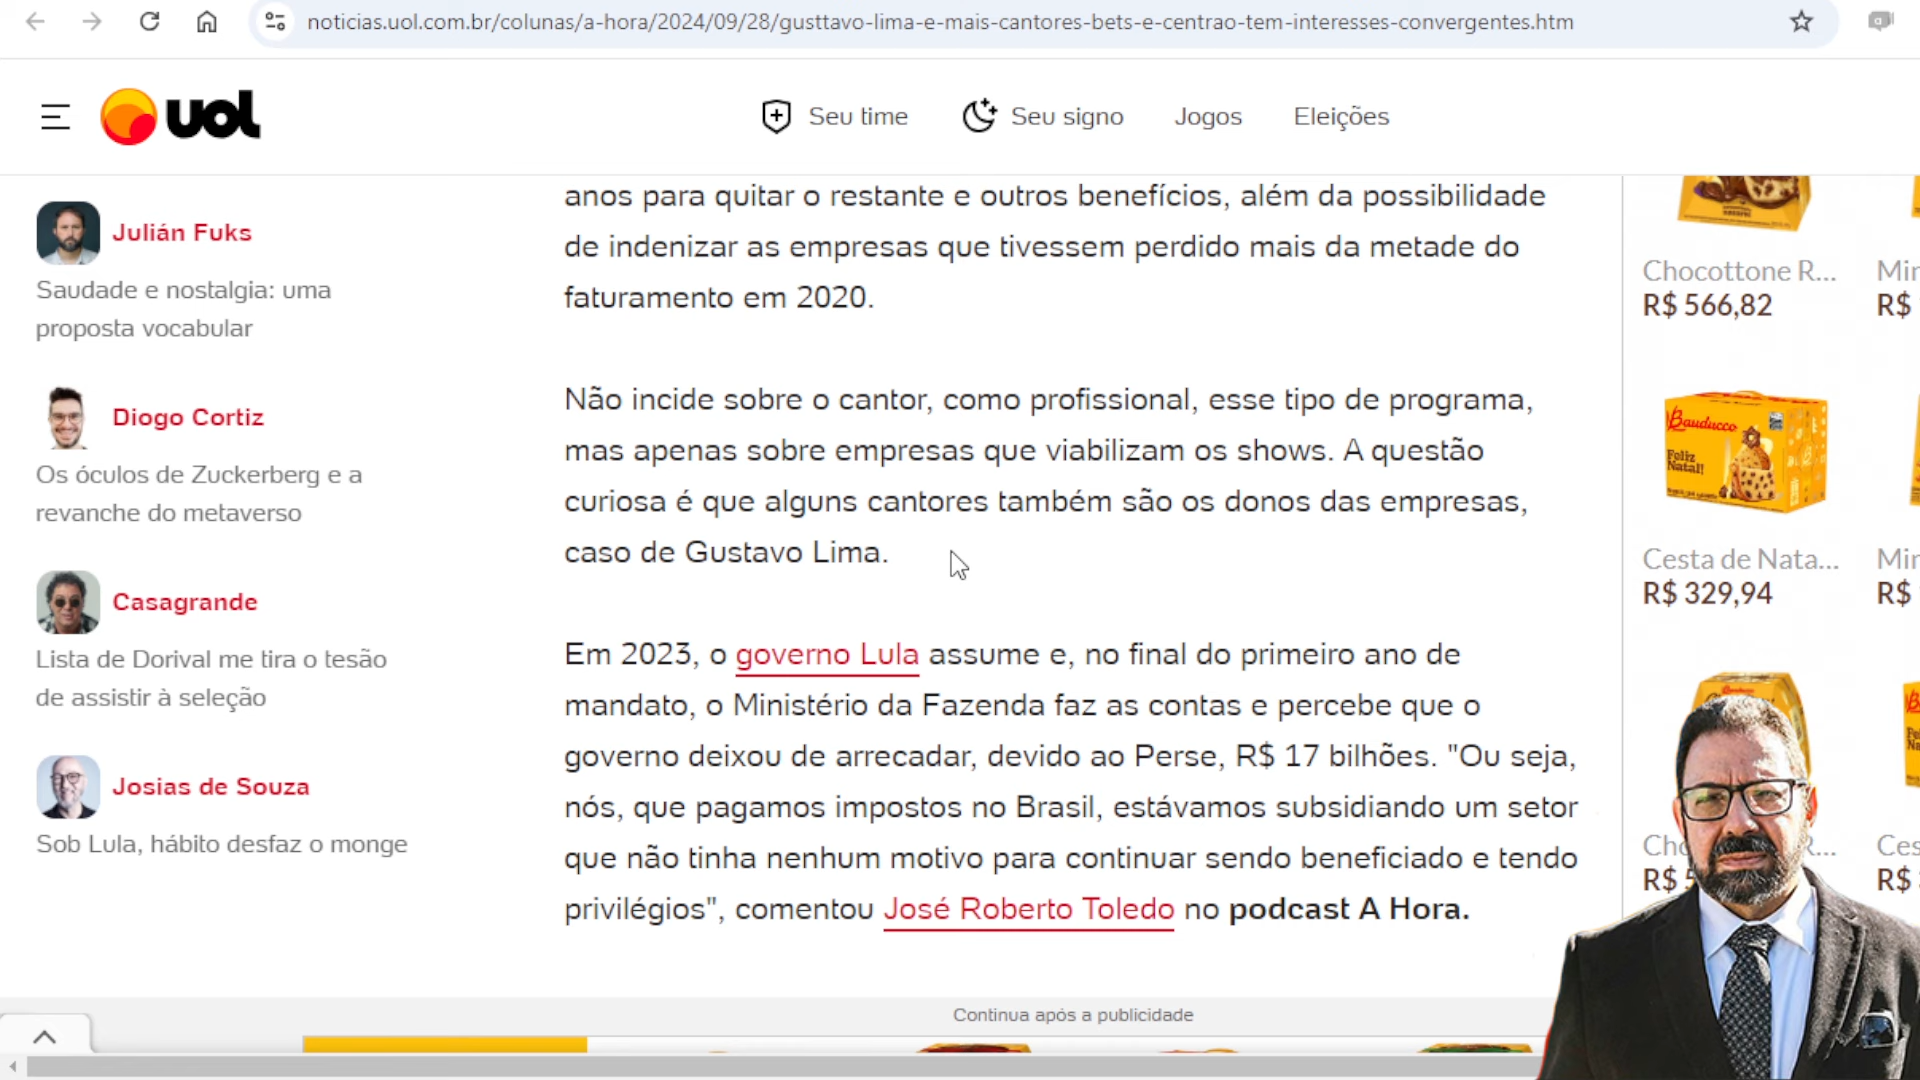 noticias.uol.com.br/colunas/a-hora/2024/09/28/gusttavo-lima-e-mais-cantores-bets-e-centrao-tem-interesses-convergentes.htm
uol
Seu time
Seu signo
Jogos
Eleições
Julián Fuks
Saudade e nostalgia: uma
proposta vocabular
Diogo Cortiz
Os óculos de Zuckerberg e a
revanche do metaverso
Casagrande
Lista de Dorival me tira o tesão
de assistir à seleção
Josias de Souza
Sob Lula, hábito desfaz o monge
anos para quitar o restante e outros benefícios, além da possibilidade
de indenizar as empresas que tivessem perdido mais da metade do
faturamento em 2020.
Não incide sobre o cantor, como profissional, esse tipo de programa,
mas apenas sobre empresas que viabilizam os shows. A questão
curiosa é que alguns cantores também são os donos das empresas,
caso de Gustavo Lima.
Em 2023, o governo Lula assume e, no final do primeiro ano de
mandato, o Ministério da Fazenda faz as contas e percebe que o
governo deixou de arrecadar, devido ao Perse, R$ 17 bilhões. "Ou seja,
nós, que pagamos impostos no Brasil, estávamos subsidiando um setor
que não tinha nenhum motivo para continuar sendo beneficiado e tendo
privilégios", comentou José Roberto Toledo no podcast A Hora.
Continua após a publicidade
Chocottone R...
R$ 566,82
R$
Bauducco
Feliz
Natal!
Cesta de Nata...
R$ 329,94
R$
Bauducco
R...
R$
R$